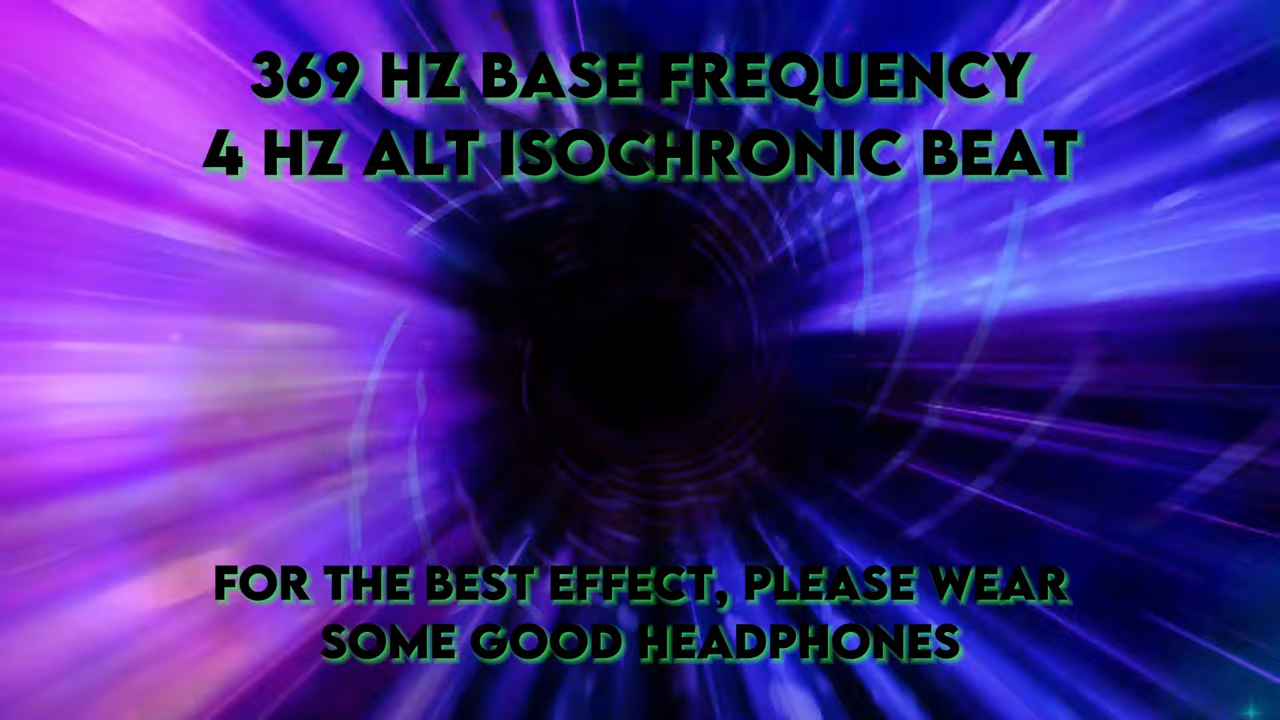 369 HZ BASE FREQUENCY
4 HZ ALT ISOCHRONIC BEAT
FOR THE BEST EFFECT, PLEASE WEAR
SOME GOOD HEADPHONES